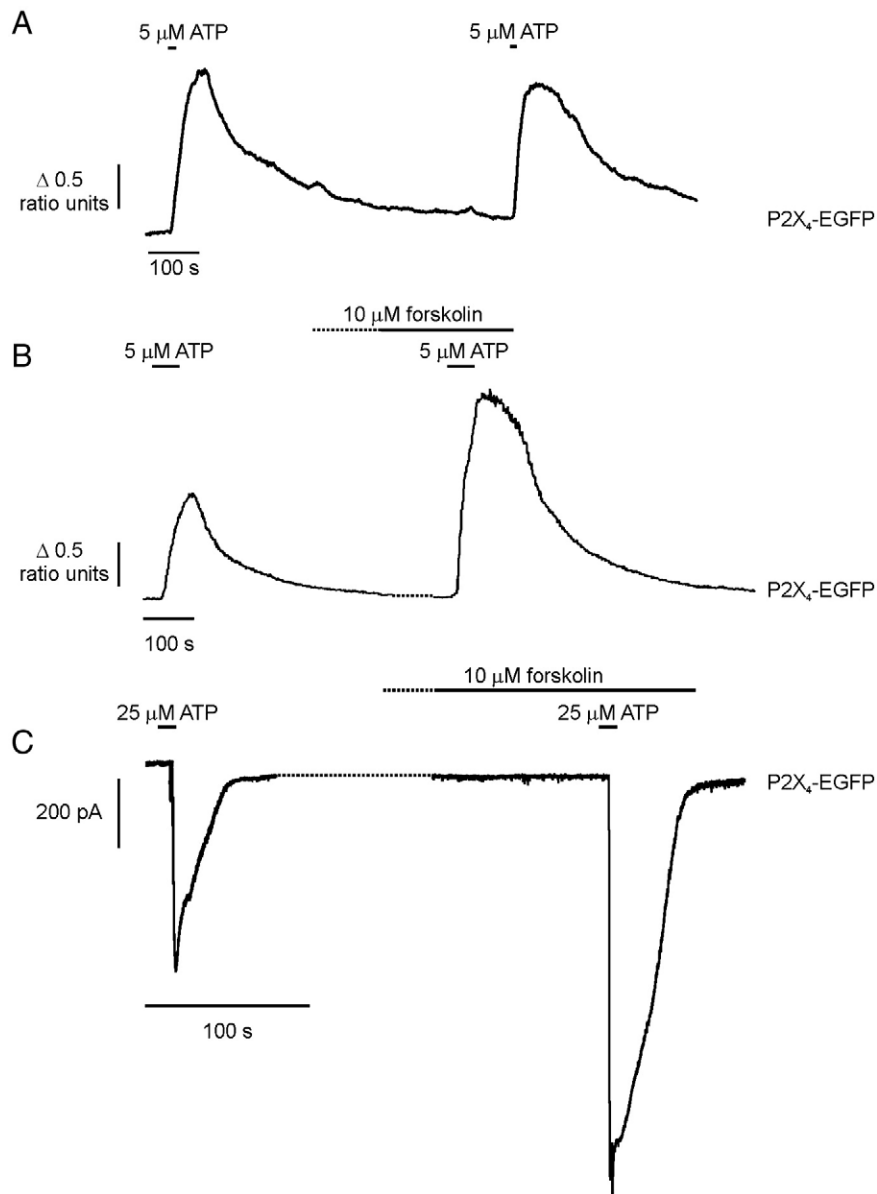 A
5 µM ATP 5 µM ATP
Δ 0.5
ratio units
P2X₄-EGFP
100 s
10 µM forskolin
B
5 µM ATP 5 µM ATP
Δ 0.5
ratio units
P2X₄-EGFP
100 s
10 µM forskolin
25 µM ATP 25 µM ATP
C
P2X₄-EGFP
200 pA
100 s